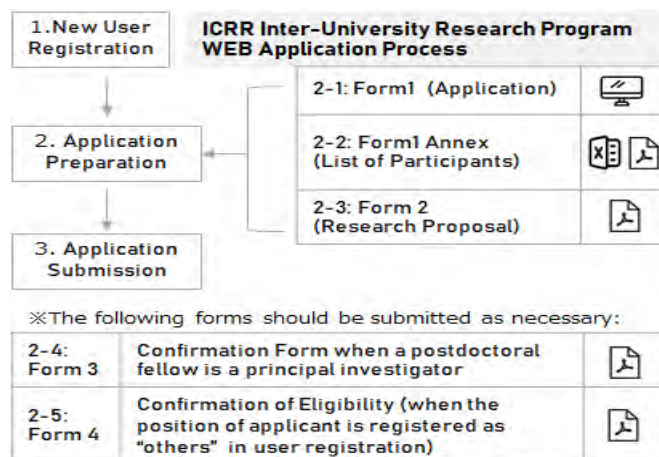 1.New User
Registration
ICRR Inter-University Research Program
WEB Application Process
2-1: Form1 (Application)
2. Application
Preparation
2-2: Form1 Annex
(List of Participants)
2-3: Form 2
(Research Proposal)
3. Application
Submission
※The following forms should be submitted as necessary:
2-4:
Form 3
Confirmation Form when a postdoctoral
fellow is a principal investigator
2-5:
Form 4
Confirmation of Eligibility (when the
position of applicant is registered as
“others” in user registration)